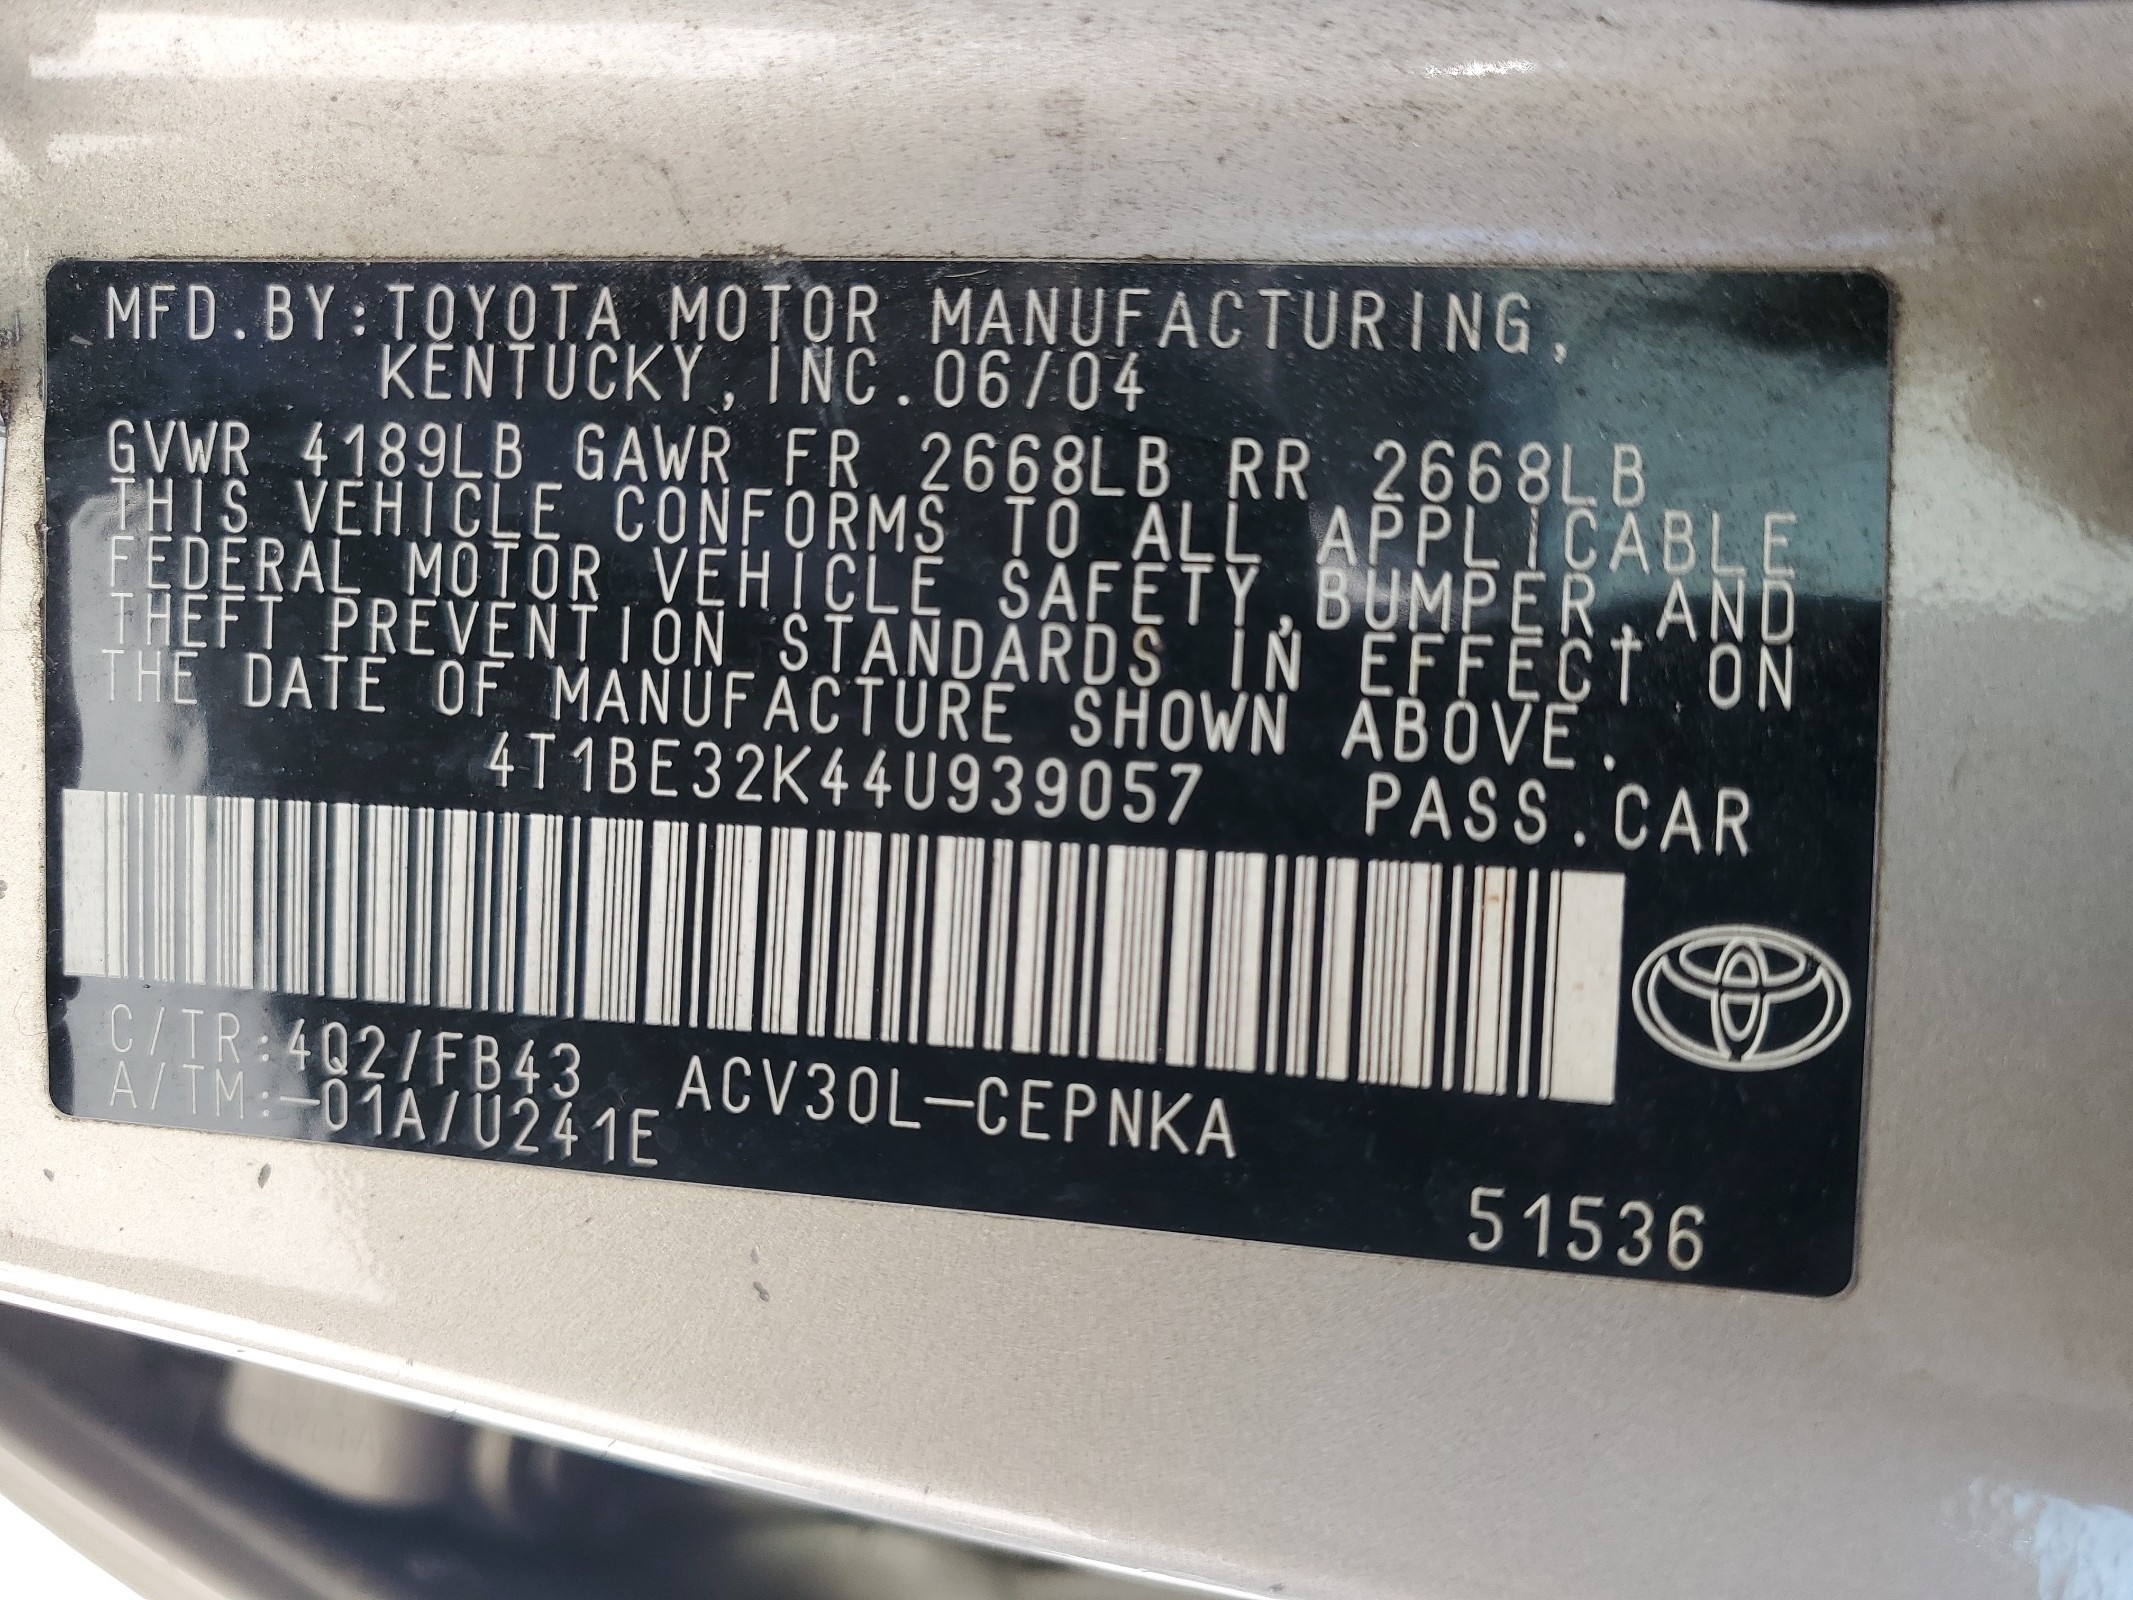 MFD.BY:TOYOTA MOTOR MANUFACTURING,
KENTUCKY,INC.06/04
GVWR 4189LB GAWR FR 2668LB RR 2668LB
THIS VEHICLE CONFORMS TO ALL APPLICABLE
FEDERAL MOTOR VEHICLE SAFETY,BUMPER,AND
THEFT PREVENTION STANDARDS IN EFFECT ON
THE DATE OF MANUFACTURE SHOWN ABOVE.
4T1BE32K44U939057 PASS.CAR
C/TR:4Q2/FB43 ACV30L-CEPNKA
A/TM:-01A/U241E
51536